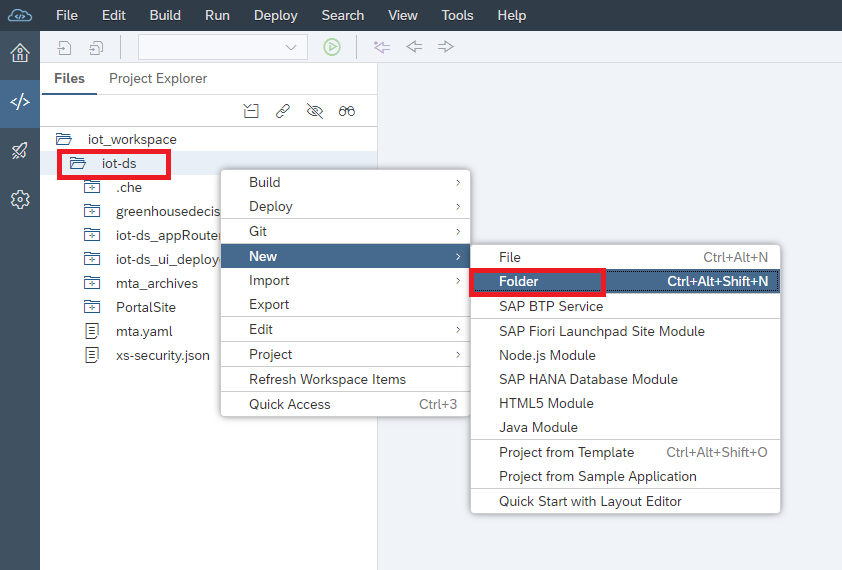 File Edit Build Run Deploy Search View Tools Help
Files Project Explorer
iot_workspace
iot-ds
.che
greenhousedecis
iot-ds_appRoute
iot-ds_ui_deploy
mta_archives
PortalSite
mta.yaml
xs-security.json
Build
Deploy
Git
New
Import
Export
Edit
Project
Refresh Workspace Items
Quick Access Ctrl+3
File Ctrl+Alt+N
Folder Ctrl+Alt+Shift+N
SAP BTP Service
SAP Fiori Launchpad Site Module
Node.js Module
SAP HANA Database Module
HTML5 Module
Java Module
Project from Template Ctrl+Alt+Shift+O
Project from Sample Application
Quick Start with Layout Editor